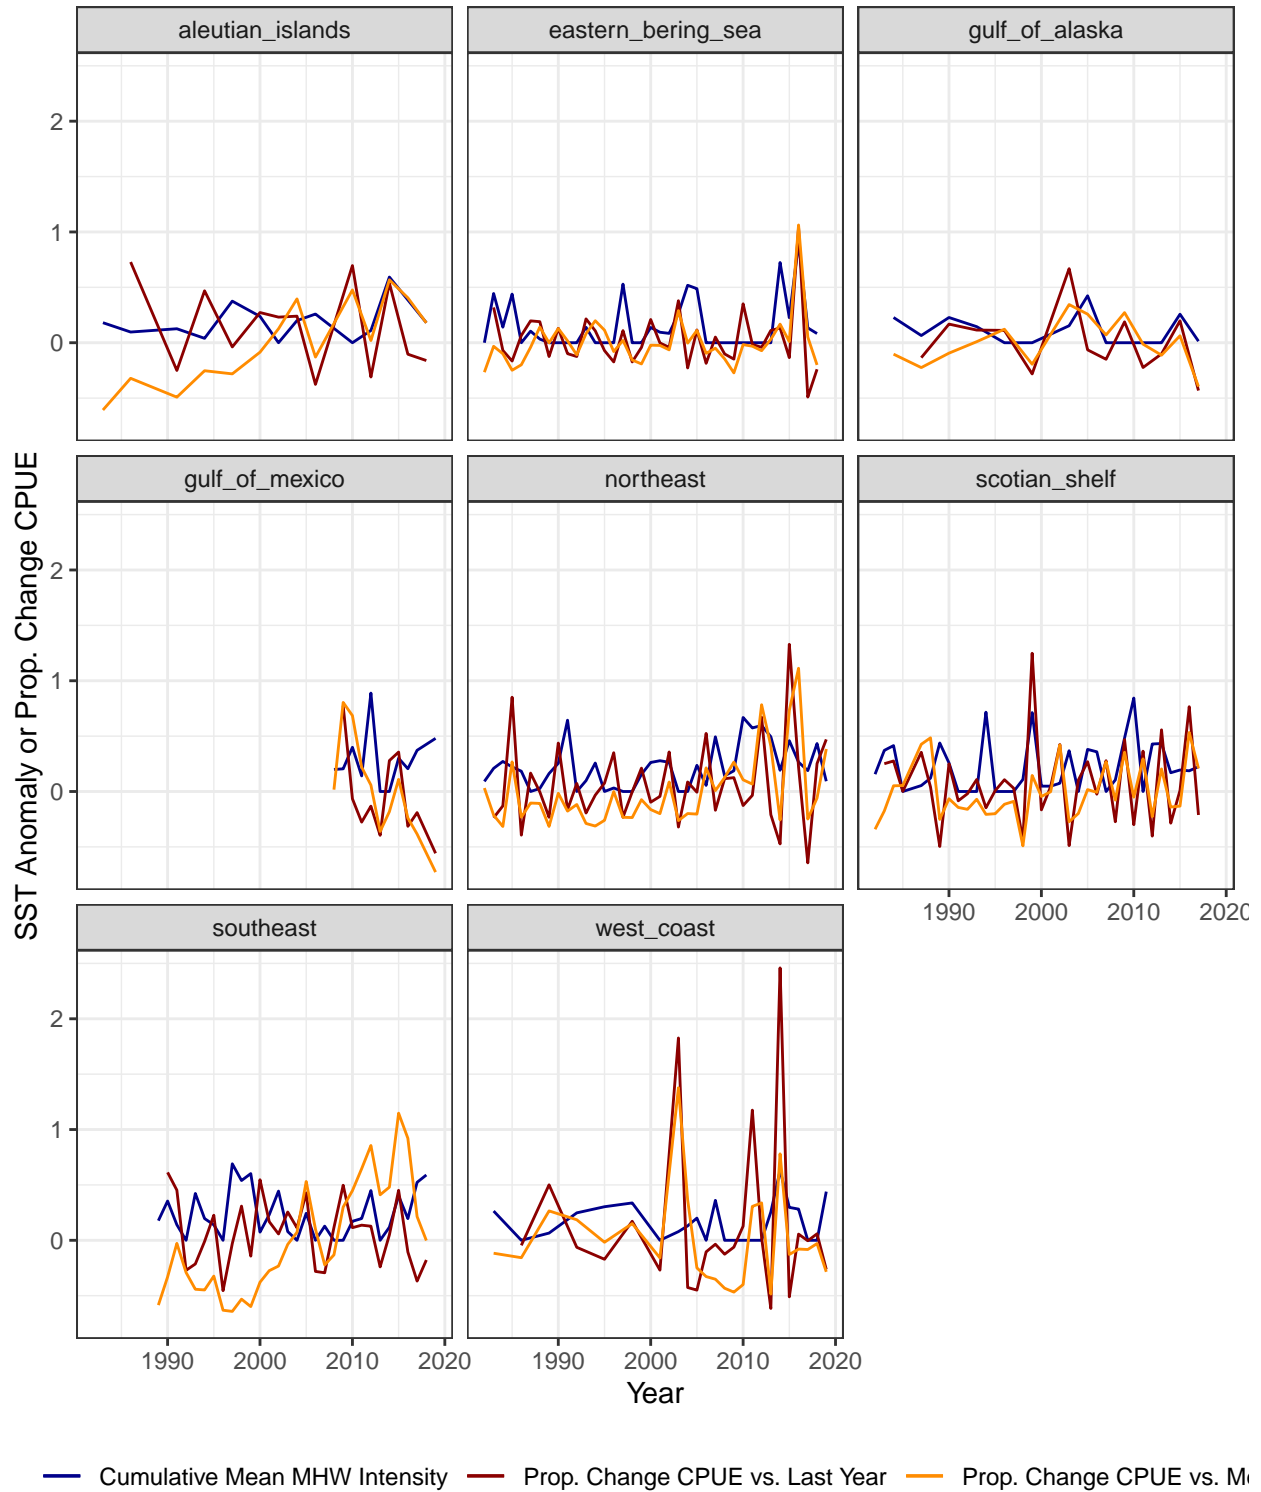 aleutian_islands eastern_bering_sea gulf_of_alaska
2
1
0
gulf_of_mexico northeast scotian_shelf
2
1
0
1990 2000 2010 2020
southeast west_coast
2
1
0
1990 2000 2010 2020 1990 2000 2010 2020
SST Anomaly or Prop. Change CPUE
Year
Cumulative Mean MHW Intensity Prop. Change CPUE vs. Last Year Prop. Change CPUE vs.